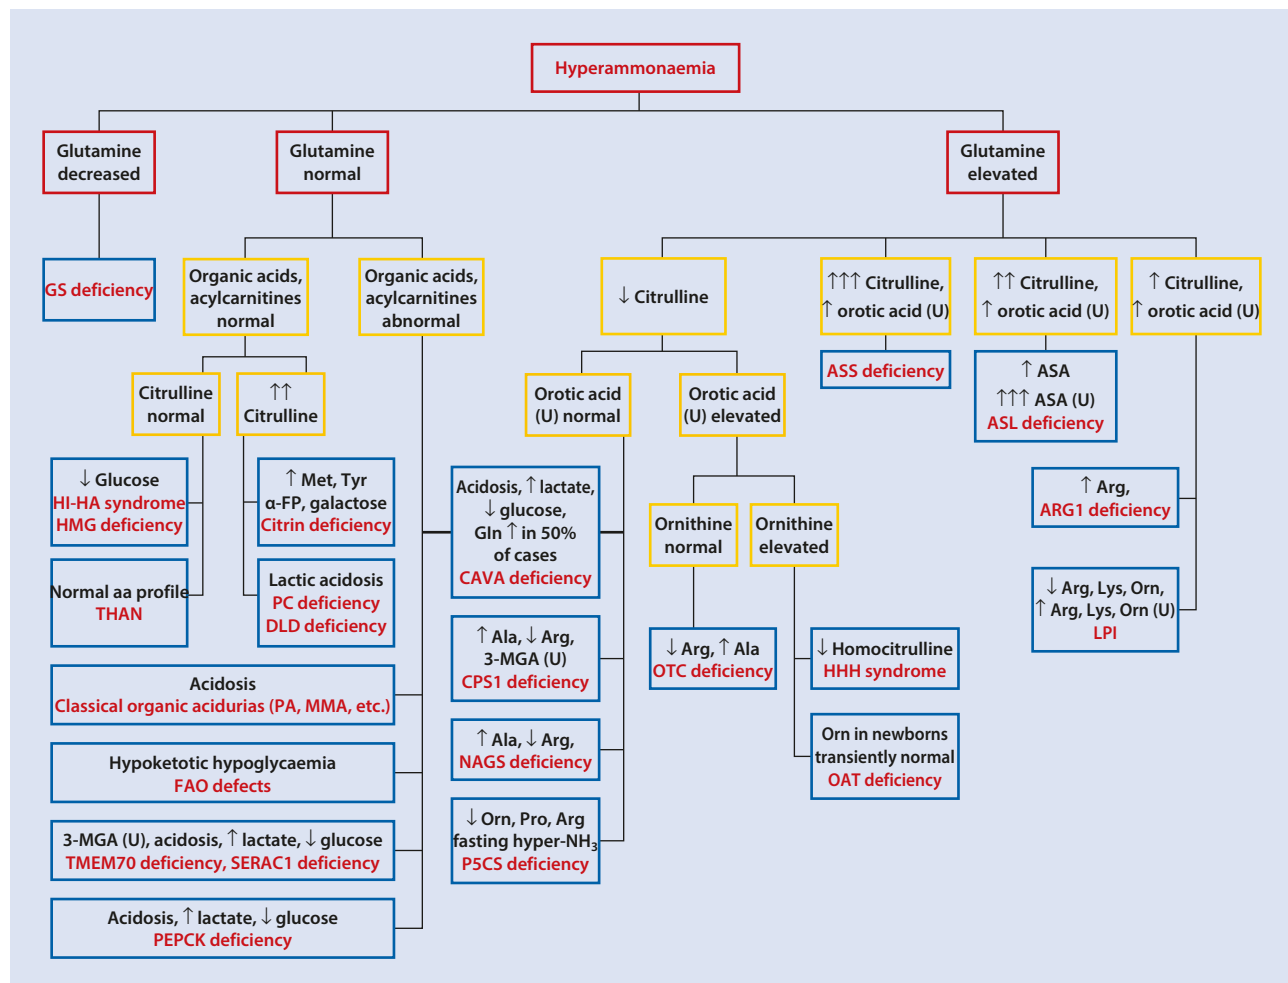 Hyperammonaemia
Glutamine
decreased
Glutamine
normal
Glutamine
elevated
GS deficiency
Organic acids,
acylcarnitines
normal
Organic acids,
acylcarnitines
abnormal
↓ Citrulline
↑↑↑ Citrulline,
↑ orotic acid (U)
↑↑ Citrulline,
↑ orotic acid (U)
↑ Citrulline,
↑ orotic acid (U)
Citrulline
normal
↑↑
Citrulline
Orotic acid
(U) normal
Orotic acid
(U) elevated
ASS deficiency
↑ ASA
↑↑↑ ASA (U)
ASL deficiency
↓ Glucose
HI-HA syndrome
HMG deficiency
↑ Met, Tyr
α-FP, galactose
Citrin deficiency
Acidosis, ↑ lactate,
↓ glucose,
Gln ↑ in 50%
of cases
CAVA deficiency
Ornithine
normal
Ornithine
elevated
↑ Arg,
ARG1 deficiency
Normal aa profile
THAN
Lactic acidosis
PC deficiency
DLD deficiency
↓ Arg, Lys, Orn,
↑ Arg, Lys, Orn (U)
LPI
↑ Ala, ↓ Arg,
3-MGA (U)
CPS1 deficiency
↓ Arg, ↑ Ala
OTC deficiency
↓ Homocitrulline
HHH syndrome
Acidosis
Classical organic acidurias (PA, MMA, etc.)
↑ Ala, ↓ Arg,
NAGS deficiency
Orn in newborns
transiently normal
OAT deficiency
Hypoketotic hypoglycaemia
FAO defects
↓ Orn, Pro, Arg
fasting hyper-NH₃
P5CS deficiency
3-MGA (U), acidosis, ↑ lactate, ↓ glucose
TMEM70 deficiency, SERAC1 deficiency
Acidosis, ↑ lactate, ↓ glucose
PEPCK deficiency